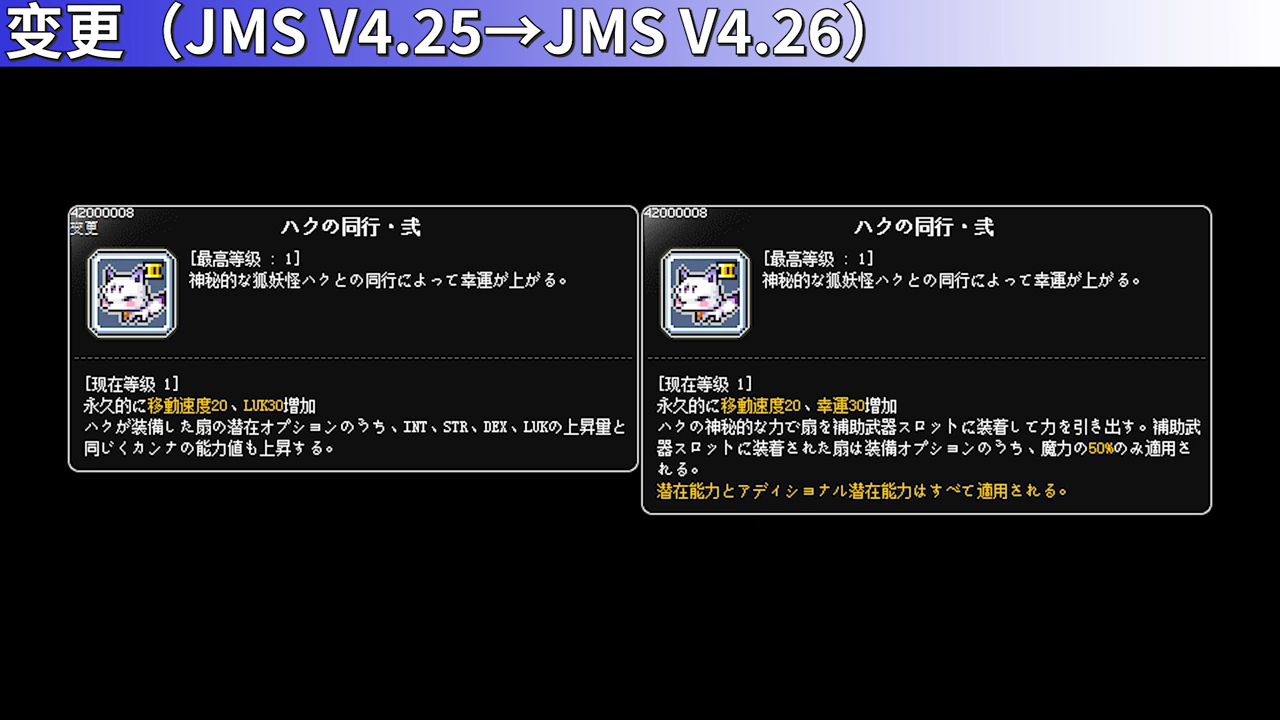 变更（JMS V4.25→JMS V4.26）
42000008
变更
ハクの同行・弐
[最高等级 : 1]
神秘的な狐妖怪ハクとの同行によって幸運が上がる。
[现在等级 1]
永久的に移動速度20、LUK30増加
ハクが装備した扇の潜在オプションのうち、INT、STR、DEX、LUKの上昇量と
同じくカンナの能力値も上昇する。
42000008
ハクの同行・弐
[最高等级 : 1]
神秘的な狐妖怪ハクとの同行によって幸運が上がる。
[现在等级 1]
永久的に移動速度20、幸運30増加
ハクの神秘的な力で扇を補助武器スロットに装着して力を引き出す。補助武
器スロットに装着された扇は装備オプションのうち、魔力の50%のみ適用さ
れる。
潜在能力とアディショナル潜在能力はすべて適用される。